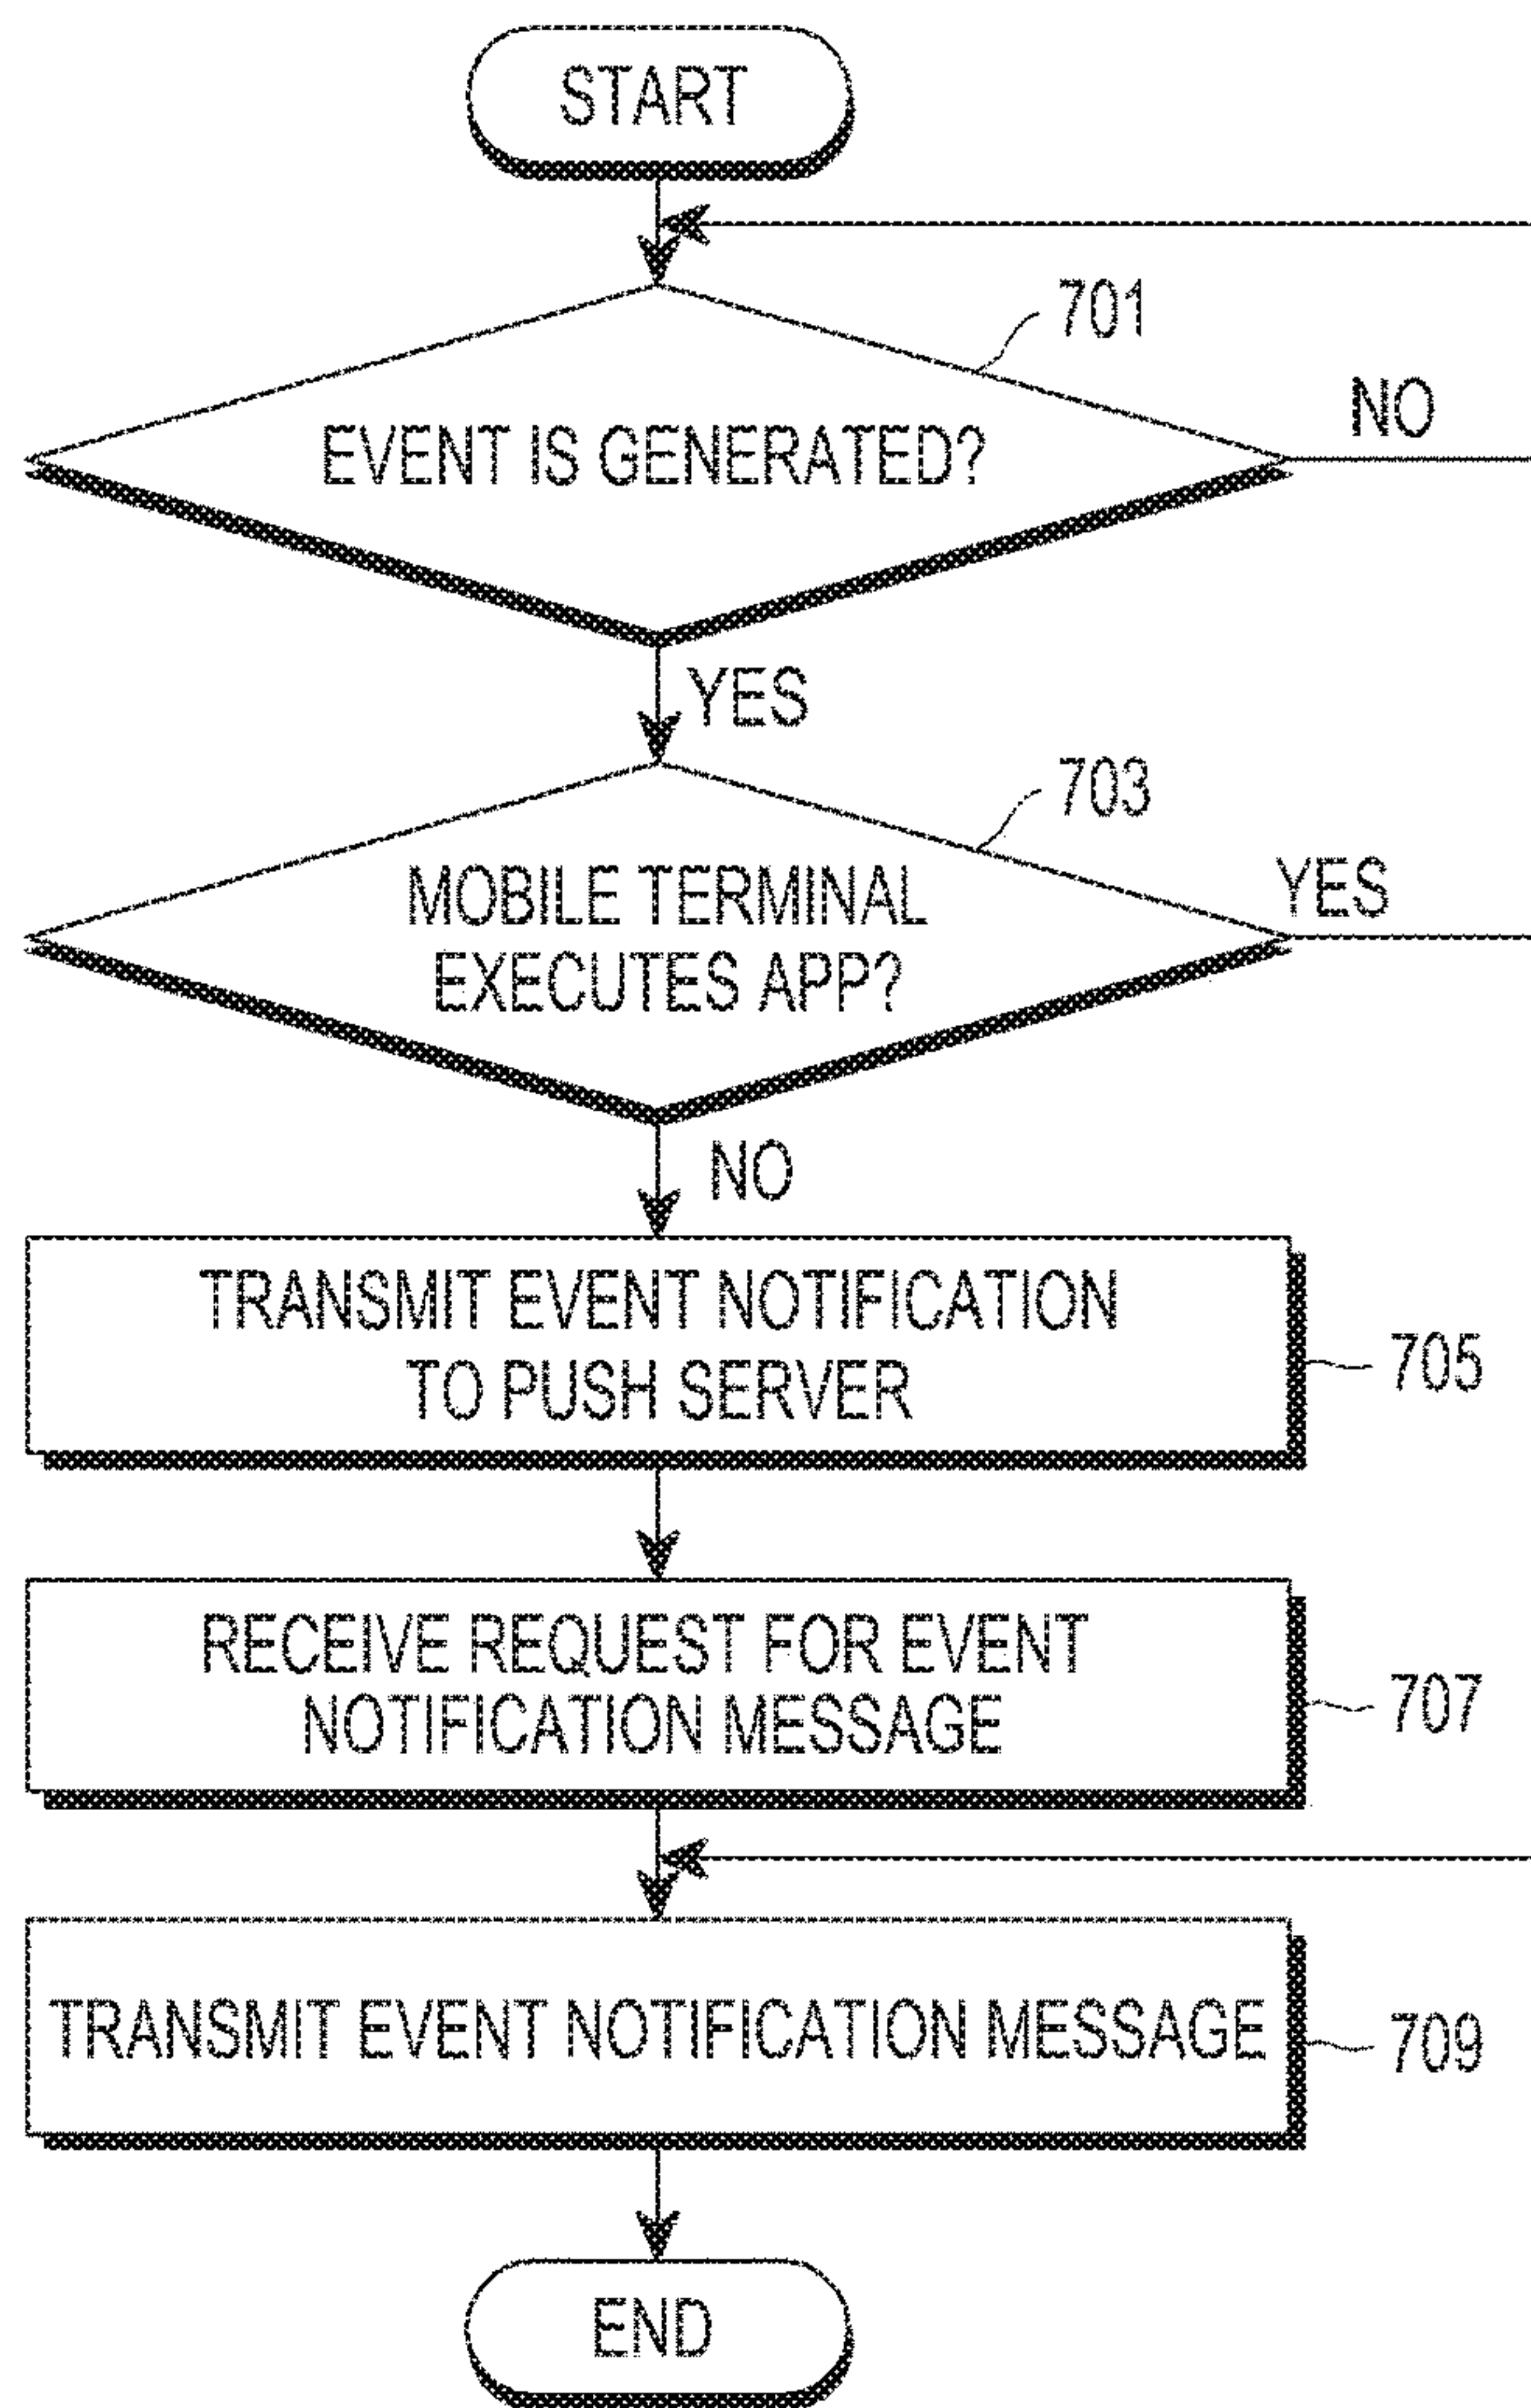 START
701
EVENT IS GENERATED?
NO
YES
703
MOBILE TERMINAL
EXECUTES APP?
YES
NO
TRANSMIT EVENT NOTIFICATION
TO PUSH SERVER
705
RECEIVE REQUEST FOR EVENT
NOTIFICATION MESSAGE
707
TRANSMIT EVENT NOTIFICATION MESSAGE
709
END